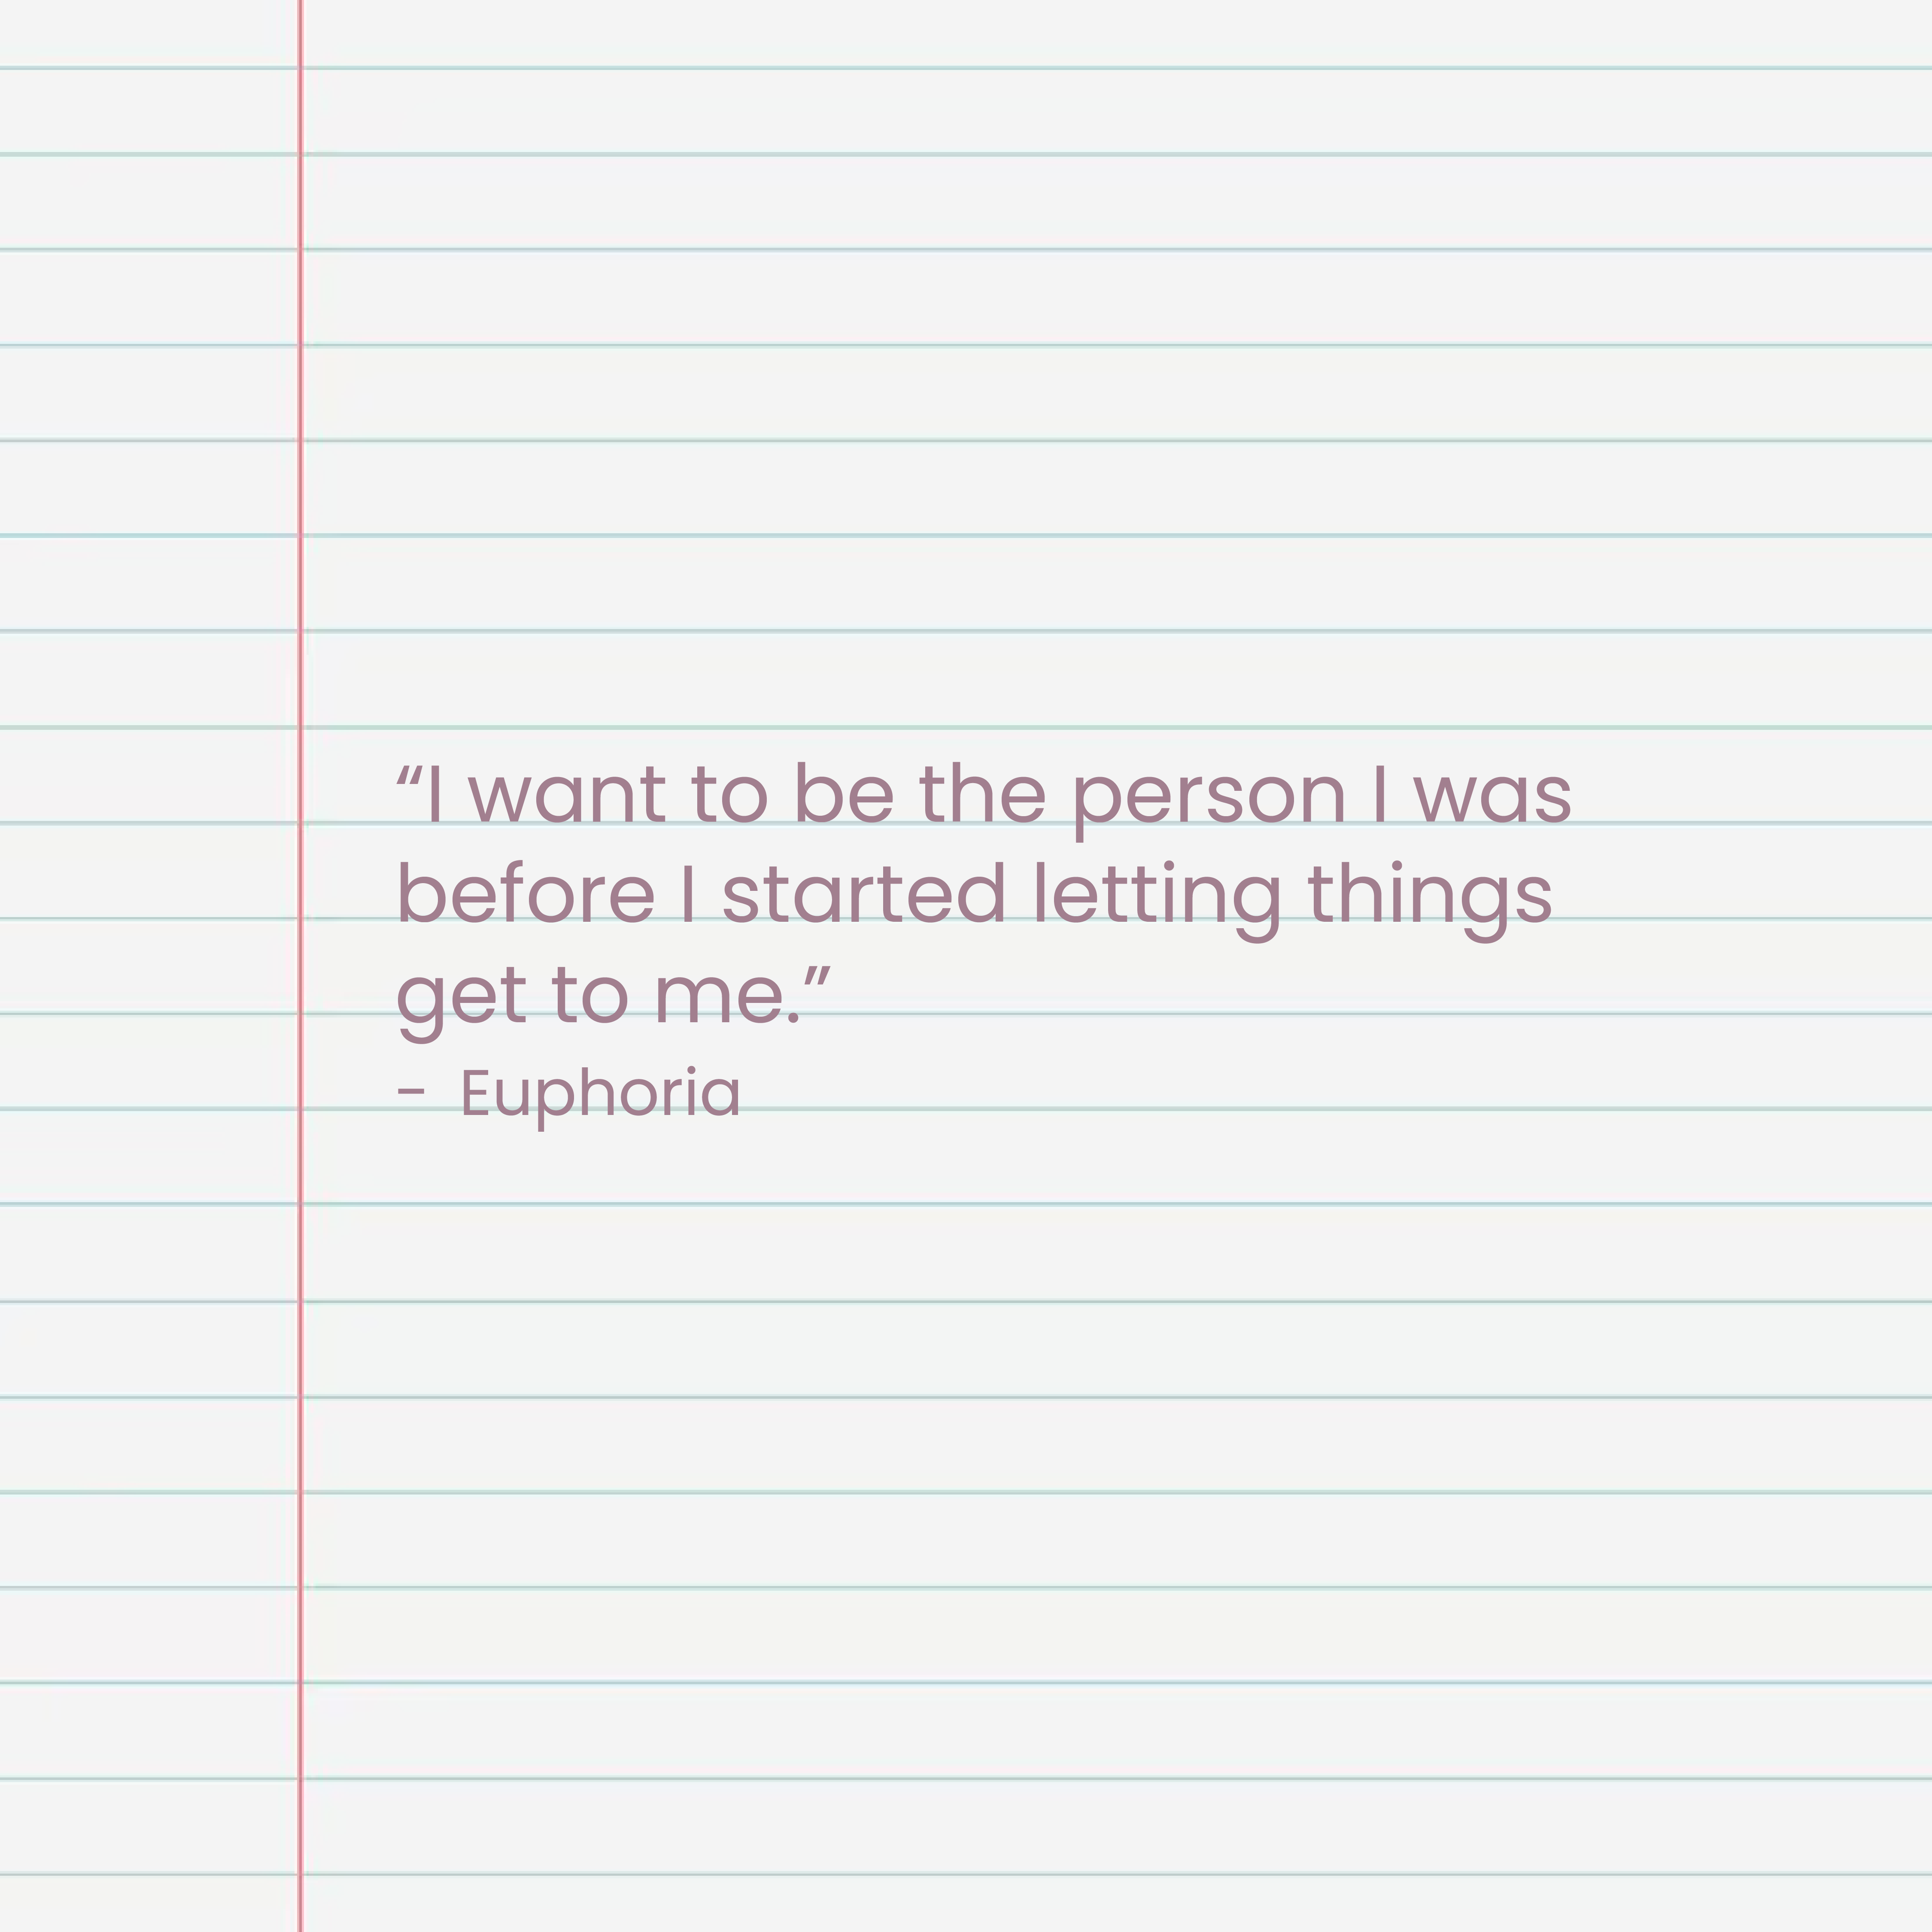 “I want to be the person I was
before I started letting things
get to me.”
– Euphoria